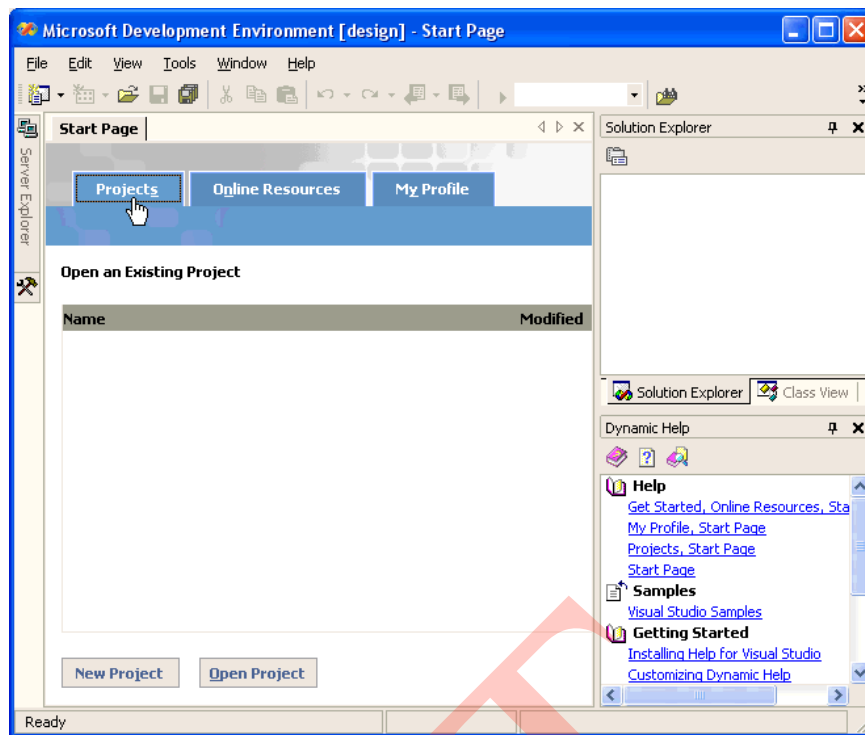 Microsoft Development Environment [design] - Start Page
File Edit View Tools Window Help
Start Page
Solution Explorer
Server Explorer
Projects Online Resources My Profile
Open an Existing Project
Name Modified
Solution Explorer Class View
Dynamic Help
Help
Get Started, Online Resources, Sta
My Profile, Start Page
Projects, Start Page
Start Page
Samples
Visual Studio Samples
Getting Started
Installing Help for Visual Studio
Customizing Dynamic Help
New Project Open Project
Ready